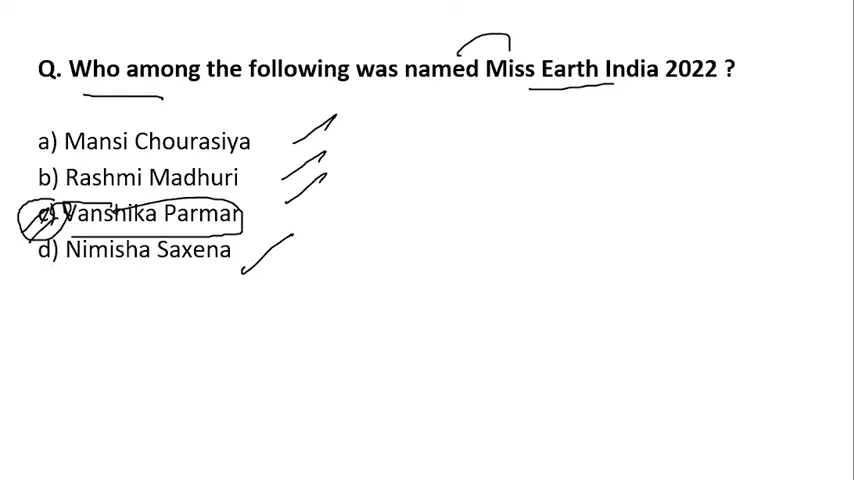 Q. Who among the following was named Miss Earth India 2022 ?
a) Mansi Chourasiya
b) Rashmi Madhuri
c) Vanshika Parmar
d) Nimisha Saxena